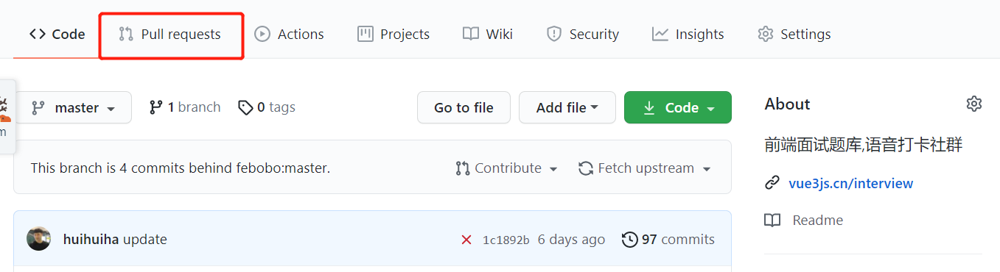 Code Pull requests Actions Projects Wiki Security Insights Settings
master 1 branch 0 tags Go to file Add file Code
About
前端面试题库,语音打卡社群
This branch is 4 commits behind febobo:master. Contribute Fetch upstream
vue3js.cn/interview
Readme
huihuiha update 1c1892b 6 days ago 97 commits
m